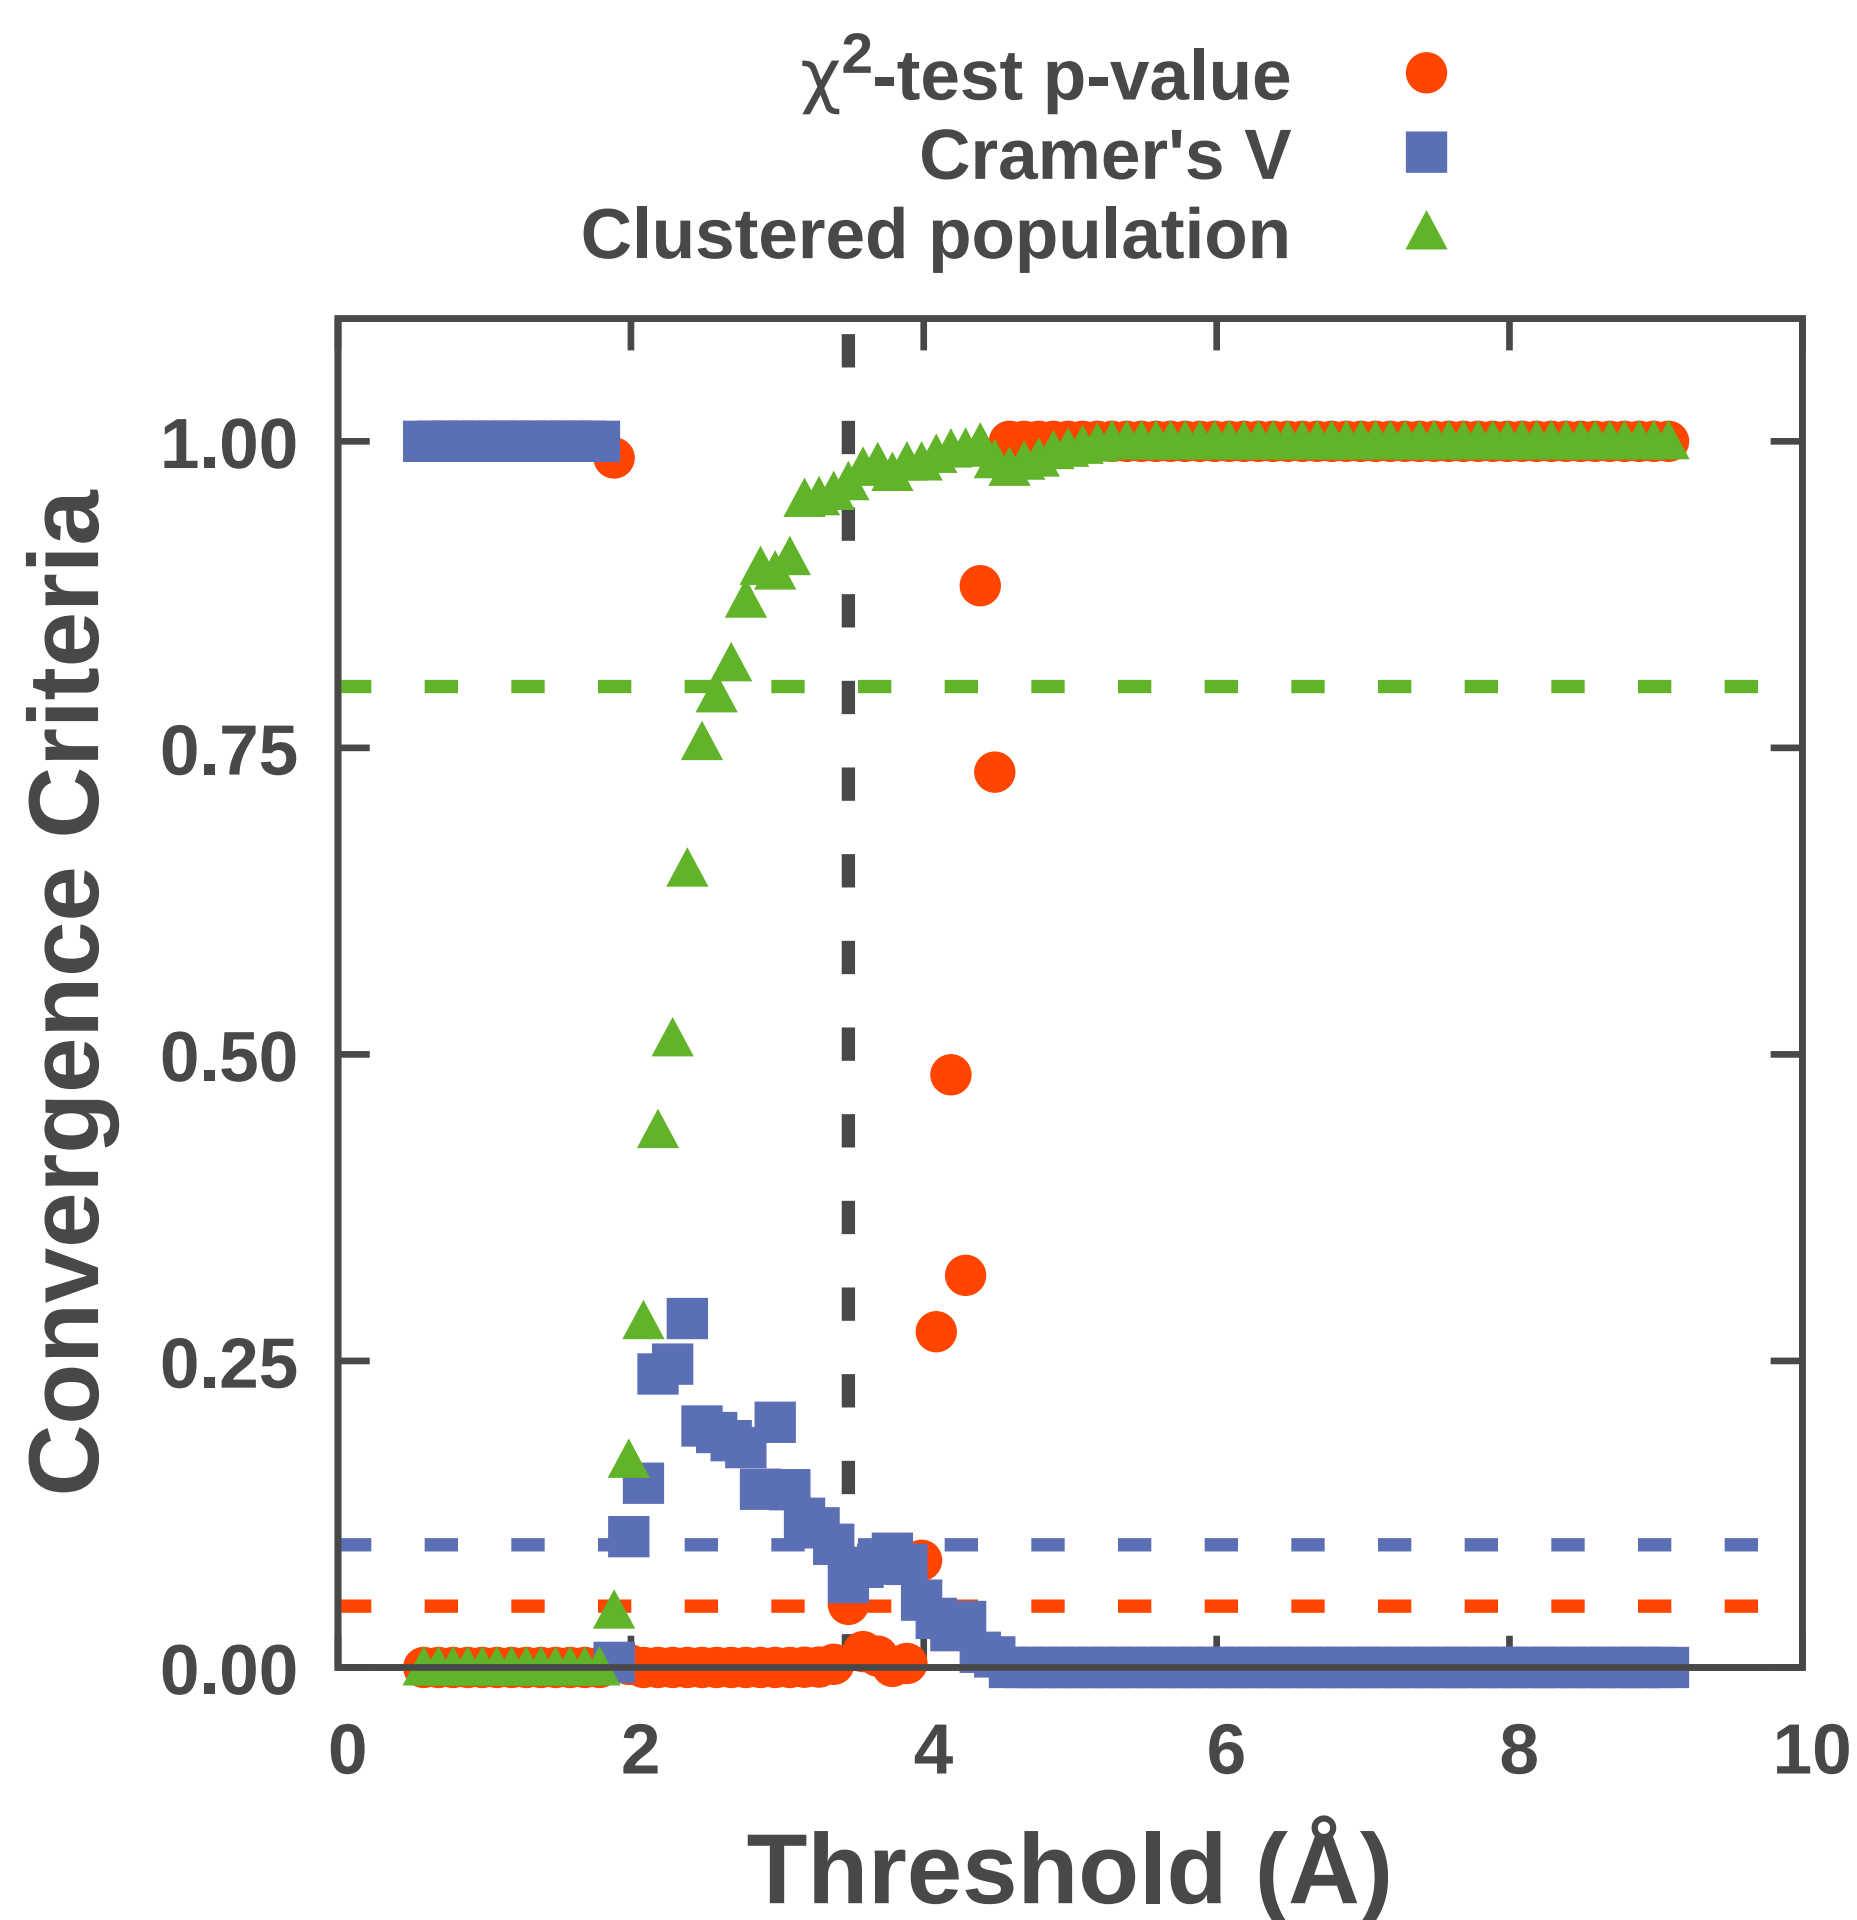 χ²-test p-value
Cramer's V
Clustered population
Convergence Criteria
1.00
0.75
0.50
0.25
0.00
0 2 4 6 8 10
Threshold (Å)